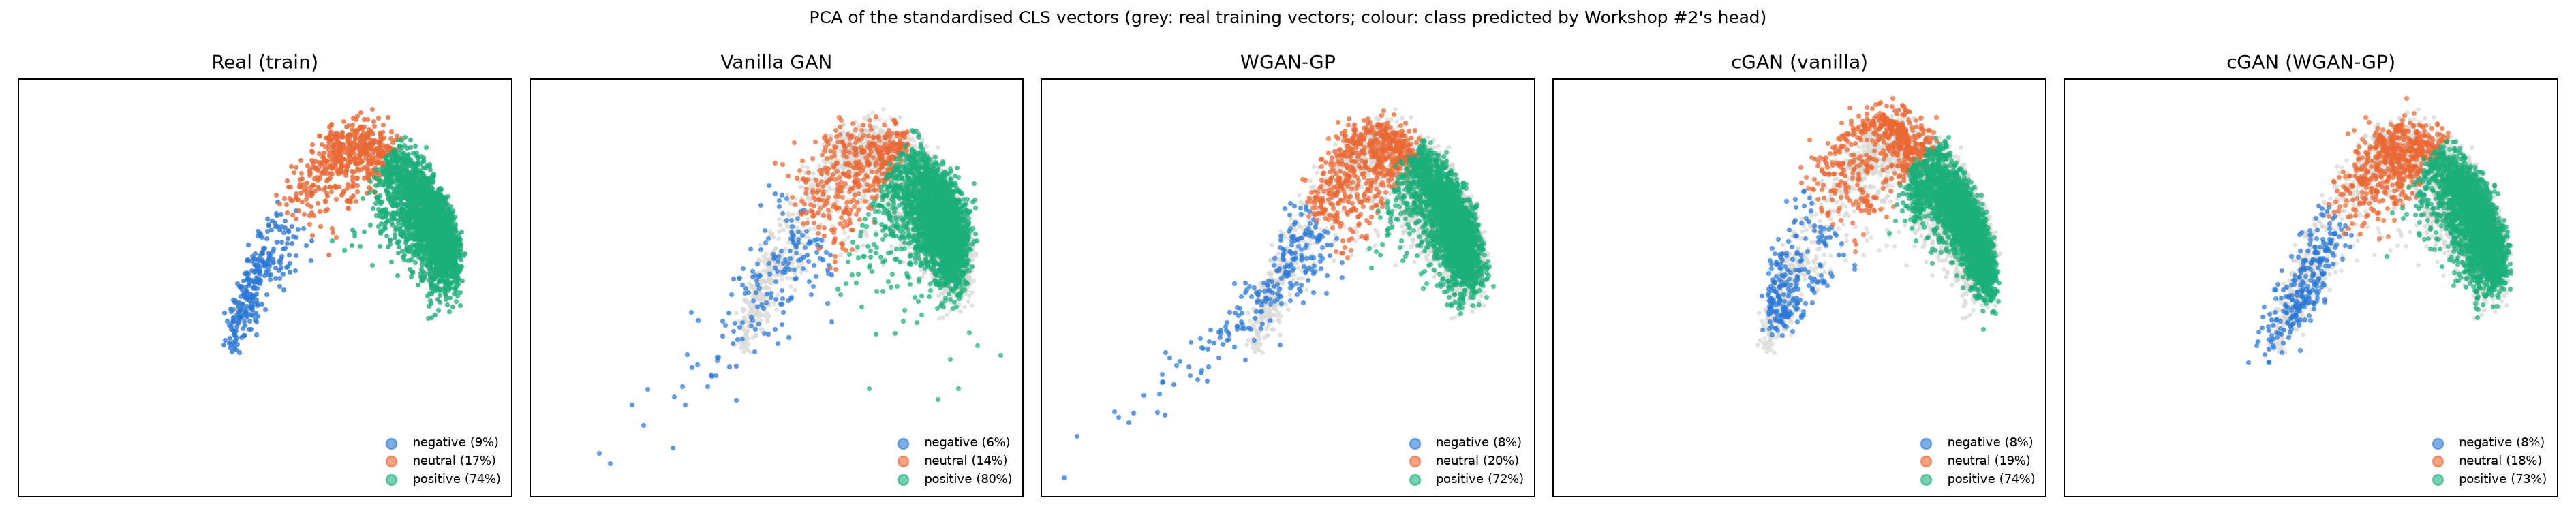 PCA of the standardised CLS vectors (grey: real training vectors; colour: class predicted by Workshop #2's head)
Real (train)
negative (9%)
neutral (17%)
positive (74%)
Vanilla GAN
negative (6%)
neutral (14%)
positive (80%)
WGAN-GP
negative (8%)
neutral (20%)
positive (72%)
cGAN (vanilla)
negative (8%)
neutral (19%)
positive (74%)
cGAN (WGAN-GP)
negative (8%)
neutral (18%)
positive (73%)